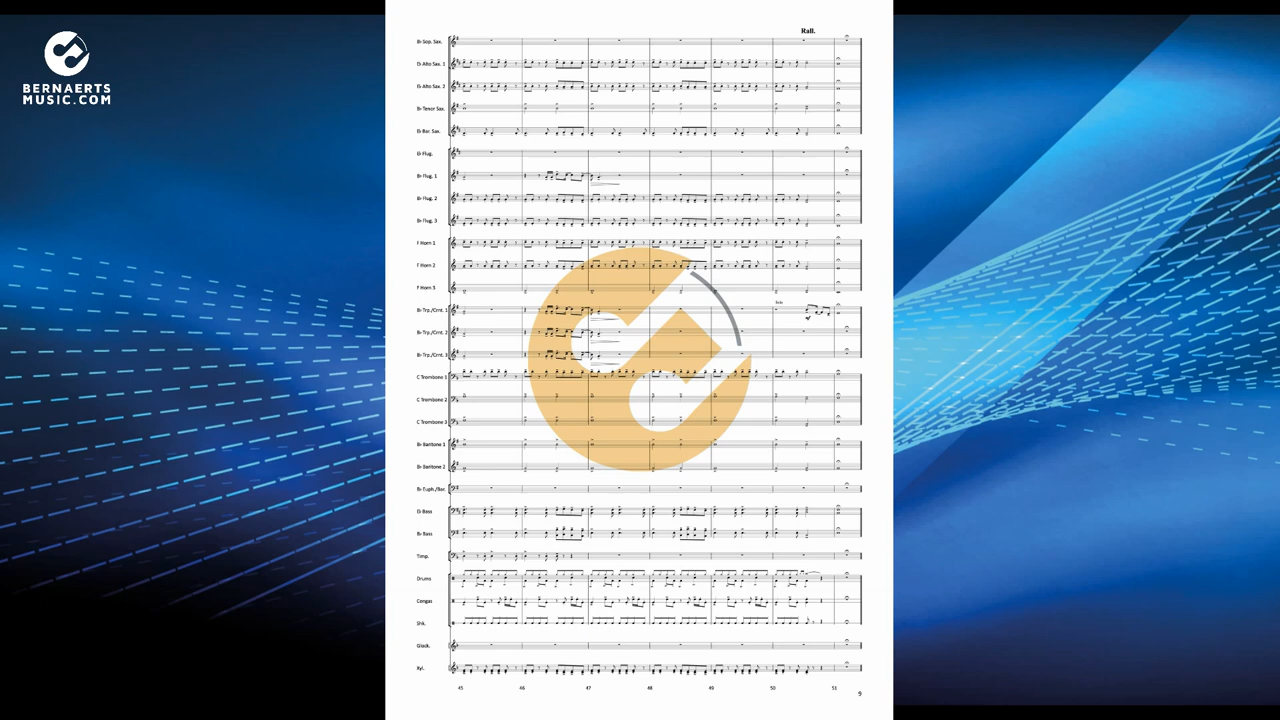 BERNAERTS
MUSIC.COM
Rall.
B♭ Sop. Sax.
E♭ Alto Sax. 1
E♭ Alto Sax. 2
B♭ Tenor Sax.
E♭ Bar. Sax.
E♭ Flug.
B♭ Flug. 1
B♭ Flug. 2
B♭ Flug. 3
F Horn 1
F Horn 2
F Horn 3
Solo
B♭ Trp./Crnt. 1
B♭ Trp./Crnt. 2
B♭ Trp./Crnt. 3
C Trombone 1
C Trombone 2
C Trombone 3
B♭ Baritone 1
B♭ Baritone 2
B♭ Euph./Bar.
E♭ Bass
B♭ Bass
Timp.
Drums
Congas
Shk.
Glock.
Xyl.
45 46 47 48 49 50 51
9